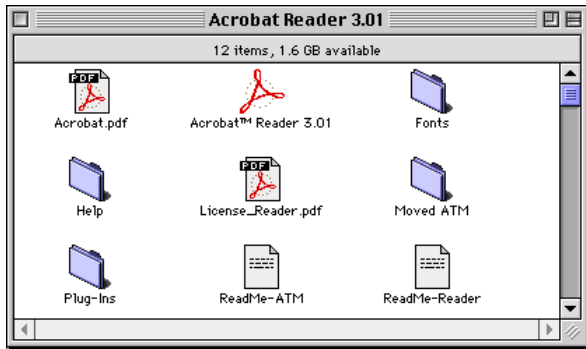 Acrobat Reader 3.01
12 items, 1.6 GB available
PDF
Acrobat.pdf
Acrobat™ Reader 3.01
Fonts
Help
PDF
License_Reader.pdf
Moved ATM
Plug-Ins
ReadMe-ATM
ReadMe-Reader